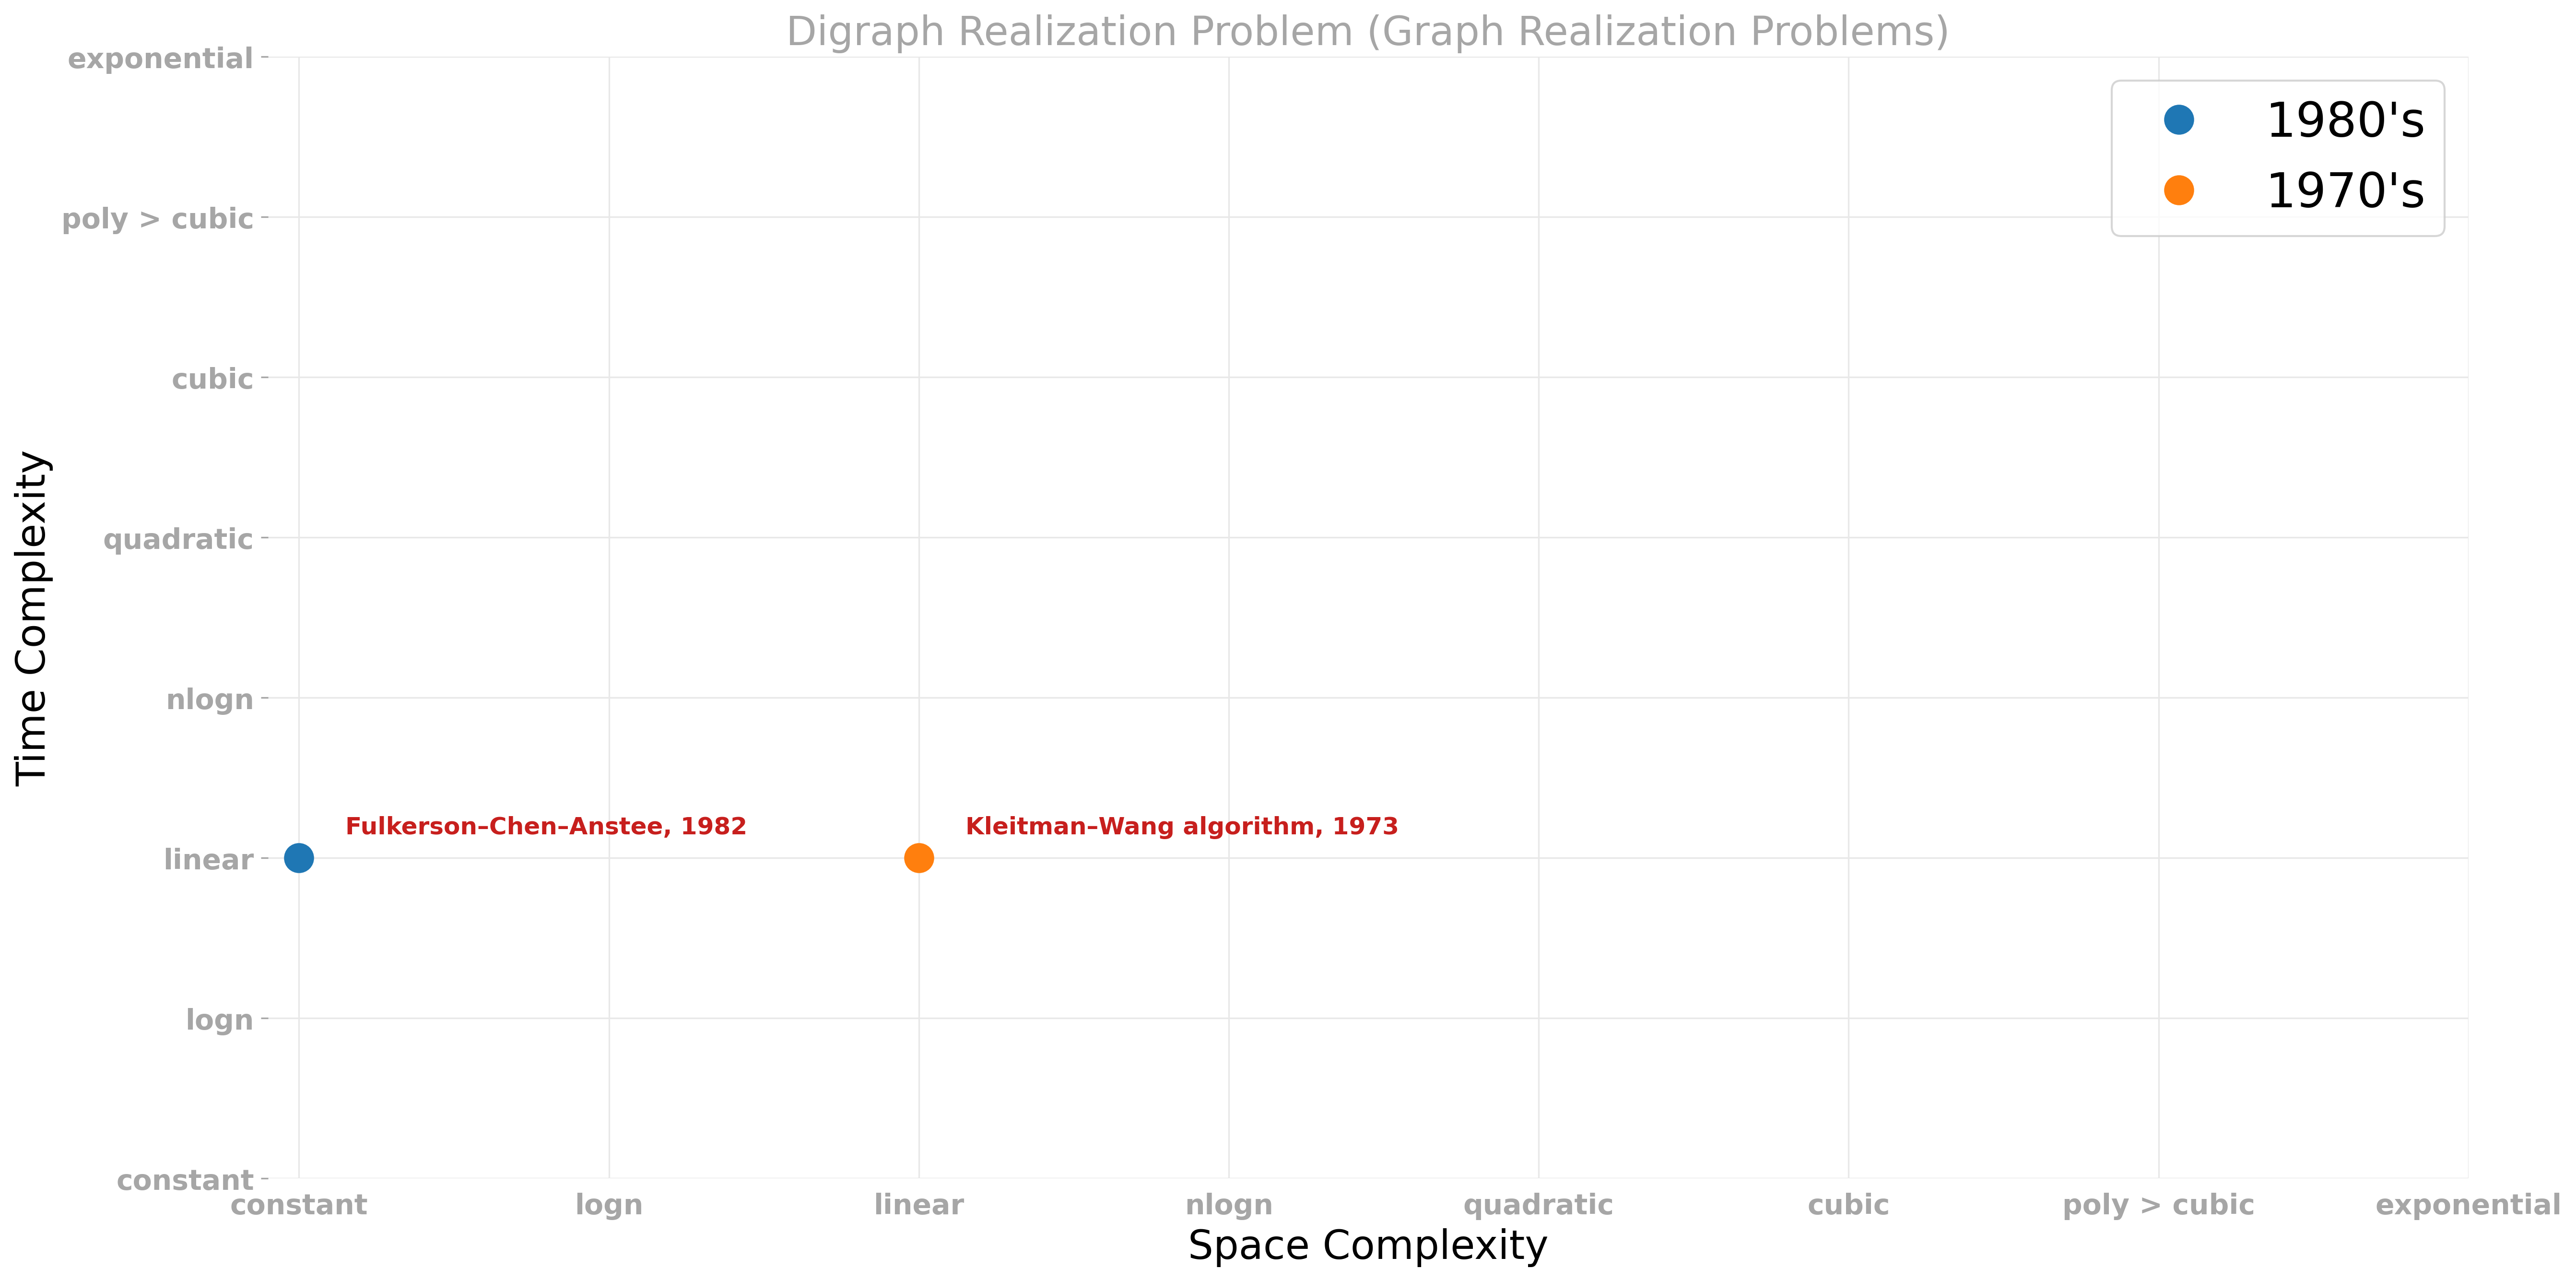 Digraph Realization Problem (Graph Realization Problems)
exponential
poly > cubic
cubic
quadratic
nlogn
linear
logn
constant
Time Complexity
1980's
1970's
Fulkerson–Chen–Anstee, 1982
Kleitman–Wang algorithm, 1973
constant logn linear nlogn quadratic cubic poly > cubic exponential
Space Complexity